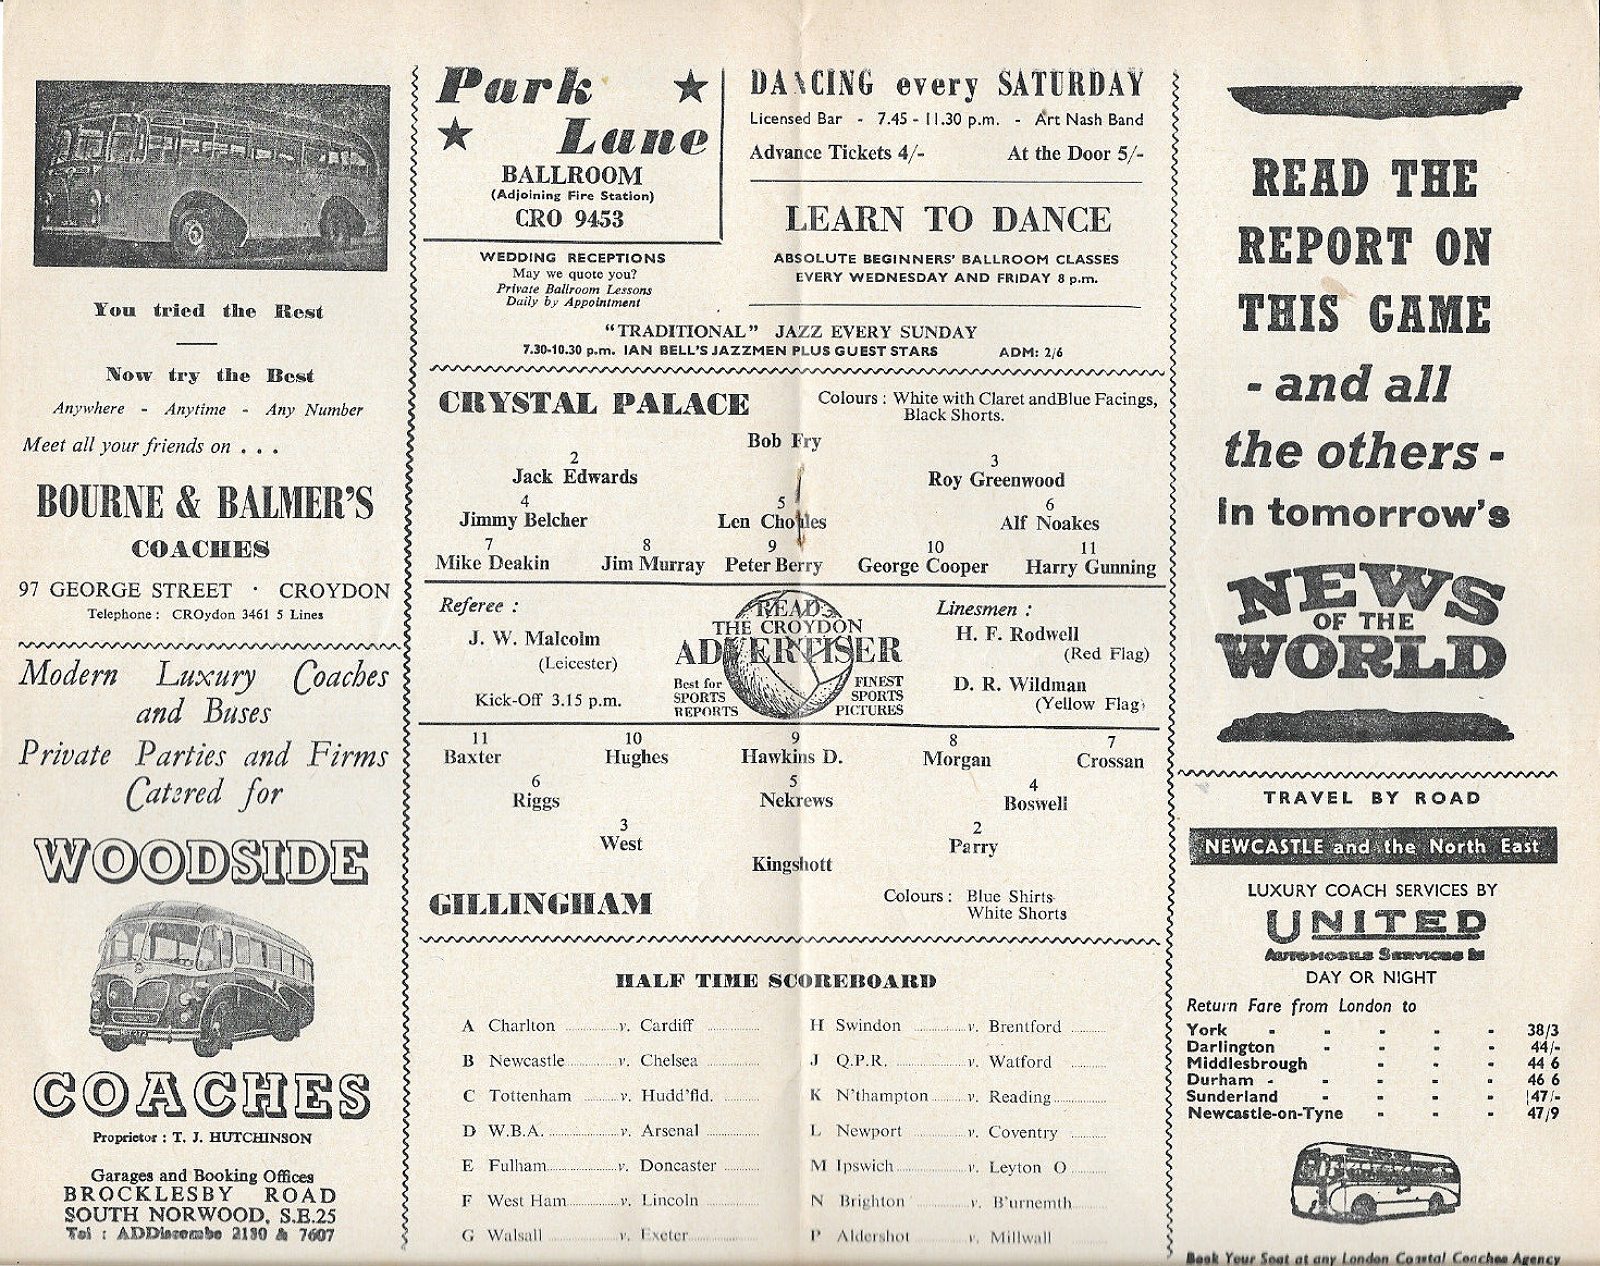 You tried the Rest
Now try the Best
Anywhere - Anytime - Any Number
Meet all your friends on . . .
BOURNE & BALMER'S
COACHES
97 GEORGE STREET · CROYDON
Telephone : CROydon 3461 5 Lines
Modern Luxury Coaches
and Buses
Private Parties and Firms
Catered for
WOODSIDE
COACHES
Proprietor : T. J. HUTCHINSON
Garages and Booking Offices
BROCKLESBY ROAD
SOUTH NORWOOD, S.E.25
Tel : ADDiscombe 2130 & 7607
Park
Lane
BALLROOM
(Adjoining Fire Station)
CRO 9453
WEDDING RECEPTIONS
May we quote you?
Private Ballroom Lessons
Daily by Appointment
DANCING every SATURDAY
Licensed Bar - 7.45 - 11.30 p.m. - Art Nash Band
Advance Tickets 4/- At the Door 5/-
LEARN TO DANCE
ABSOLUTE BEGINNERS' BALLROOM CLASSES
EVERY WEDNESDAY AND FRIDAY 8 p.m.
"TRADITIONAL" JAZZ EVERY SUNDAY
7.30-10.30 p.m. IAN BELL'S JAZZMEN PLUS GUEST STARS ADM: 2/6
CRYSTAL PALACE Colours : White with Claret and Blue Facings,
Black Shorts.
Bob Fry
2 3
Jack Edwards Roy Greenwood
4 5 6
Jimmy Belcher Len Choules Alf Noakes
7 8 9 10 11
Mike Deakin Jim Murray Peter Berry George Cooper Harry Gunning
Referee :
J. W. Malcolm
(Leicester)
Kick-Off 3.15 p.m.
READ
THE CROYDON
ADVERTISER
Best for
SPORTS
REPORTS
FINEST
SPORTS
PICTURES
Linesmen :
H. F. Rodwell
(Red Flag)
D. R. Wildman
(Yellow Flag)
11 10 9 8 7
Baxter Hughes Hawkins D. Morgan Crossan
6 5 4
Riggs Nekrews Boswell
3 2
West Parry
Kingshott
GILLINGHAM Colours : Blue Shirts
White Shorts
HALF TIME SCOREBOARD
A Charlton v. Cardiff
B Newcastle v. Chelsea
C Tottenham v. Hudd'fld.
D W.B.A. v. Arsenal
E Fulham v. Doncaster
F West Ham v. Lincoln
G Walsall v. Exeter
H Swindon v. Brentford
J Q.P.R. v. Watford
K N'thampton v. Reading
L Newport v. Coventry
M Ipswich v. Leyton O
N Brighton v. B'urnemth
P Aldershot v. Millwall
READ THE
REPORT ON
THIS GAME
- and all
the others -
in tomorrow's
NEWS
OF THE
WORLD
TRAVEL BY ROAD
NEWCASTLE and the North East
LUXURY COACH SERVICES BY
UNITED
AUTOMOBILE SERVICES Ltd
DAY OR NIGHT
Return Fare from London to
York - - - - - 38/3
Darlington - - - - 44/-
Middlesbrough - - - - 44 6
Durham - - - - - 46 6
Sunderland - - - - 47/-
Newcastle-on-Tyne - - - 47/9
Book Your Seat at any London Coastal Coaches Agency